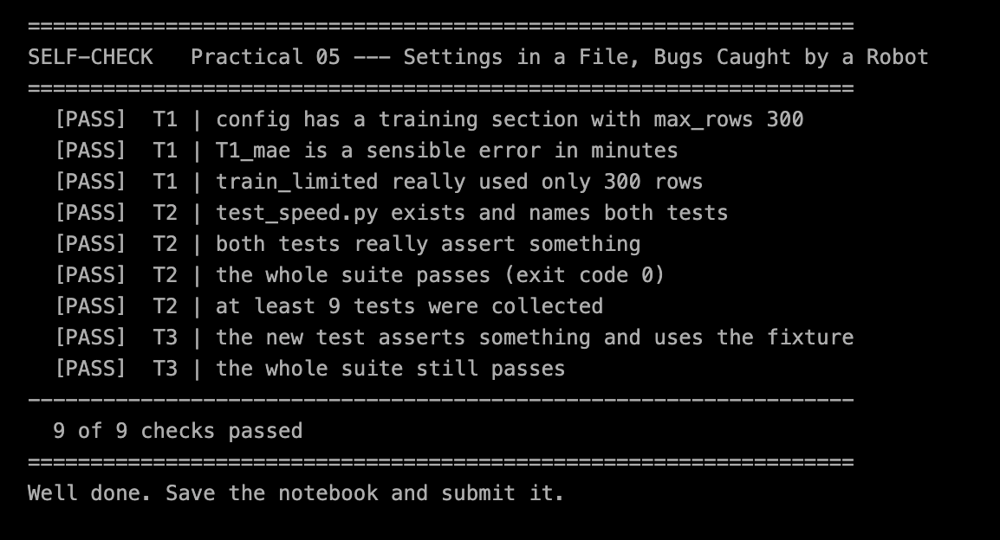 ==================================================================
SELF-CHECK   Practical 05 --- Settings in a File, Bugs Caught by a Robot
==================================================================
  [PASS]  T1 | config has a training section with max_rows 300
  [PASS]  T1 | T1_mae is a sensible error in minutes
  [PASS]  T1 | train_limited really used only 300 rows
  [PASS]  T2 | test_speed.py exists and names both tests
  [PASS]  T2 | both tests really assert something
  [PASS]  T2 | the whole suite passes (exit code 0)
  [PASS]  T2 | at least 9 tests were collected
  [PASS]  T3 | the new test asserts something and uses the fixture
  [PASS]  T3 | the whole suite still passes
------------------------------------------------------------------
  9 of 9 checks passed
==================================================================
Well done. Save the notebook and submit it.